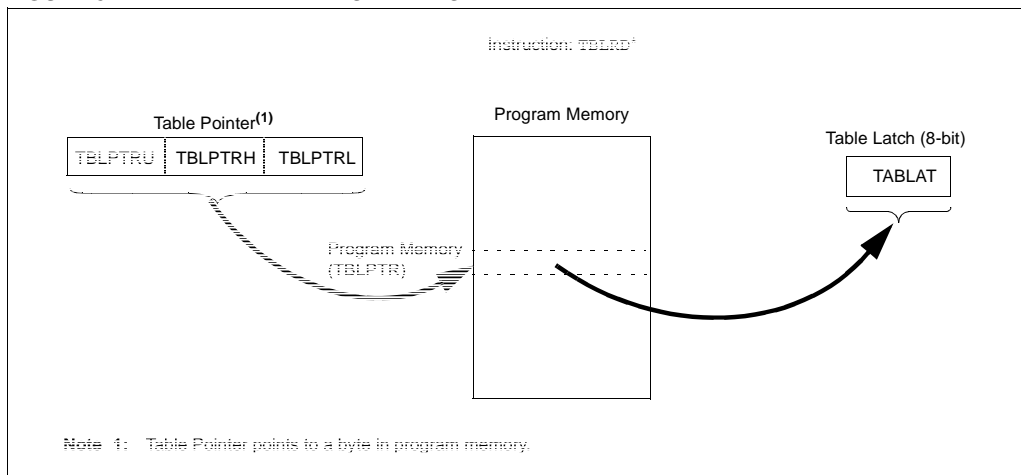 Instruction: TBLRD*
Table Pointer(1)
Program Memory
Table Latch (8-bit)
TBLPTRU TBLPTRH TBLPTRL
TABLAT
Program Memory
(TBLPTR)
Note 1: Table Pointer points to a byte in program memory.